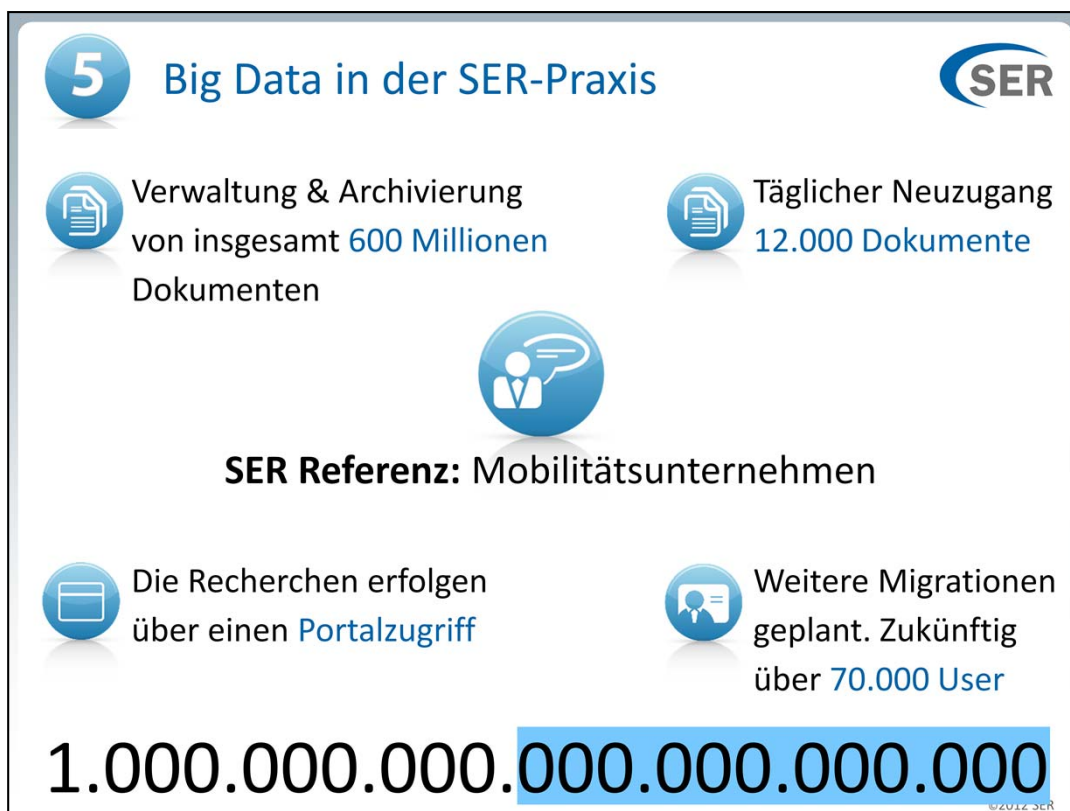 5
Big Data in der SER-Praxis
SER
Verwaltung & Archivierung
von insgesamt 600 Millionen
Dokumenten
Täglicher Neuzugang
12.000 Dokumente
SER Referenz: Mobilitätsunternehmen
Die Recherchen erfolgen
über einen Portalzugriff
Weitere Migrationen
geplant. Zukünftig
über 70.000 User
1.000.000.000.000.000.000.000
©2012 SER